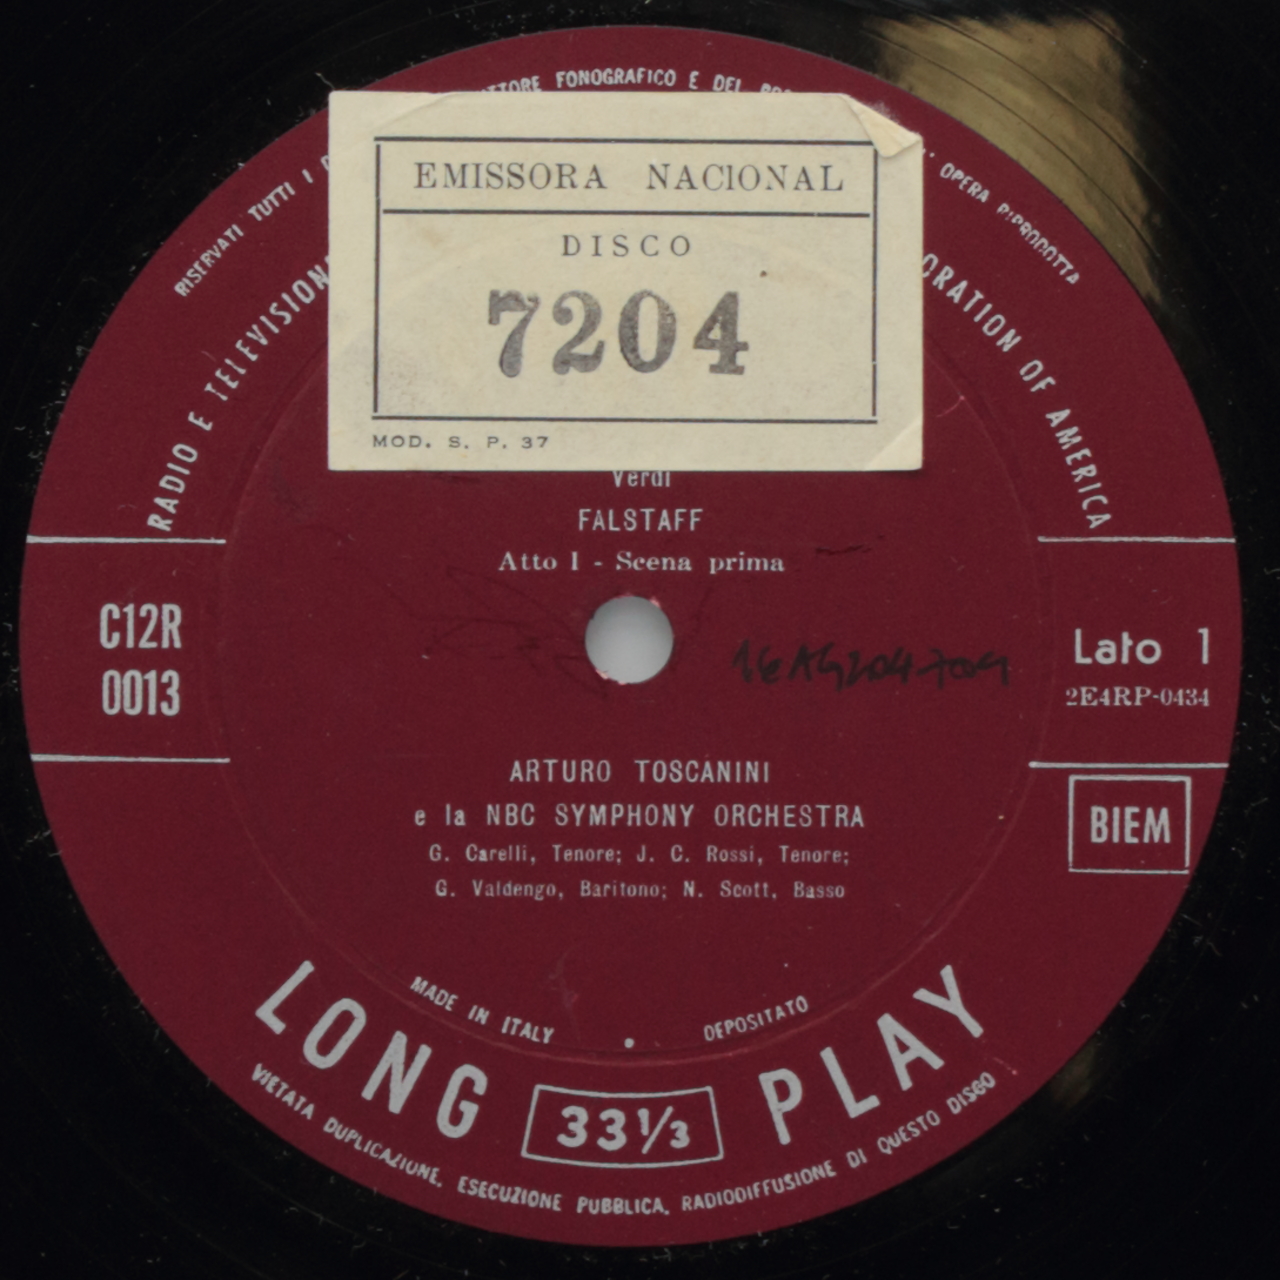 TTORE FONOGRAFICO E DEL
RISERVATI TUTTI I
OPERA RIPRODOTTA
RADIO E TELEVISION
ORATION OF AMERICA
EMISSORA NACIONAL
DISCO
7204
MOD. S. P. 37
Verdi
FALSTAFF
Atto I - Scena prima
C12R
0013
Lato 1
2E4RP-0434
BIEM
ARTURO TOSCANINI
e la NBC SYMPHONY ORCHESTRA
G. Carelli, Tenore; J. C. Rossi, Tenore;
G. Valdengo, Baritono; N. Scott, Basso
MADE IN ITALY • DEPOSITATO
LONG 33⅓ PLAY
VIETATA DUPLICAZIONE, ESECUZIONE PUBBLICA, RADIODIFFUSIONE DI QUESTO DISCO